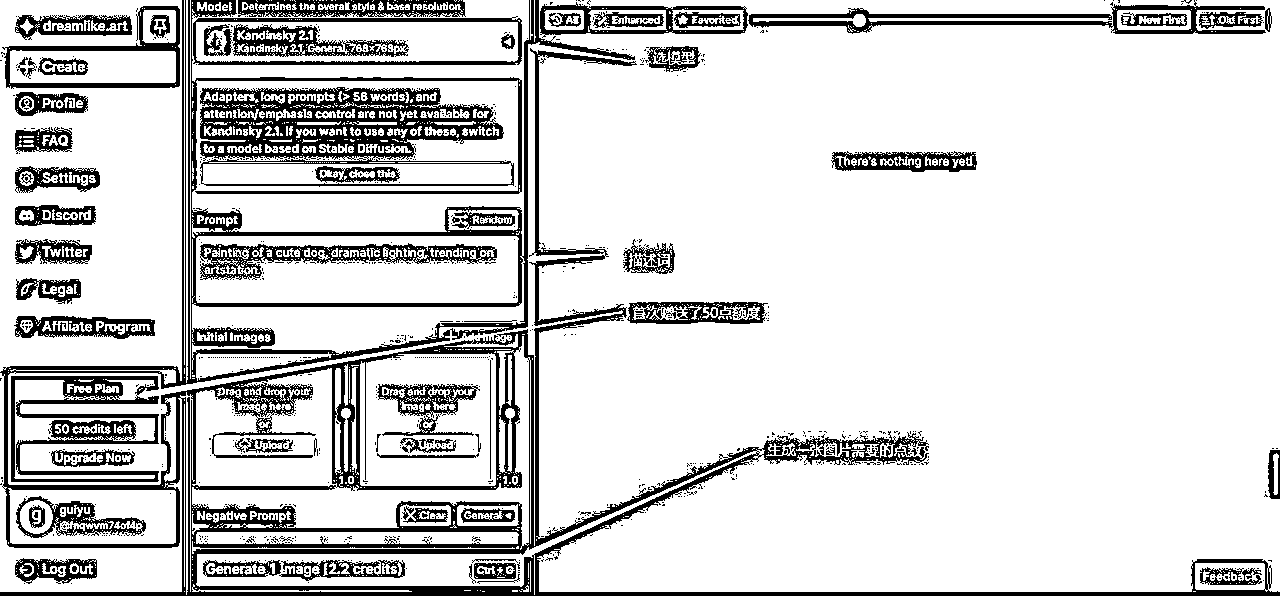 dreamlike.art
Create
Profile
FAQ
Settings
Discord
Twitter
Legal
Affiliate Program
Free Plan
50 credits left
Upgrade Now
guiyu
Log Out
Model Determines the overall style & base resolution
Kandinsky 2.1
Kandinsky 2.1, General, 768×768px
Adapters, long prompts (> 56 words), and
attention/emphasis control are not yet available for
Kandinsky 2.1. If you want to use any of these, switch
to a model based on Stable Diffusion.
Okay, close this
Prompt
Random
Painting of a cute dog, dramatic lighting, trending on
artstation.
Initial Images
Add Image
Drag and drop your
image here
or
Upload
1.0
Drag and drop your
image here
or
Upload
1.0
Negative Prompt
Clear
General
Generate 1 image (2.2 credits)
All
Enhanced
Favorited
New First
Old First
选模型
There's nothing here yet
描述词
首次赠送了50点额度
生成一张图片需要的点数
Feedback